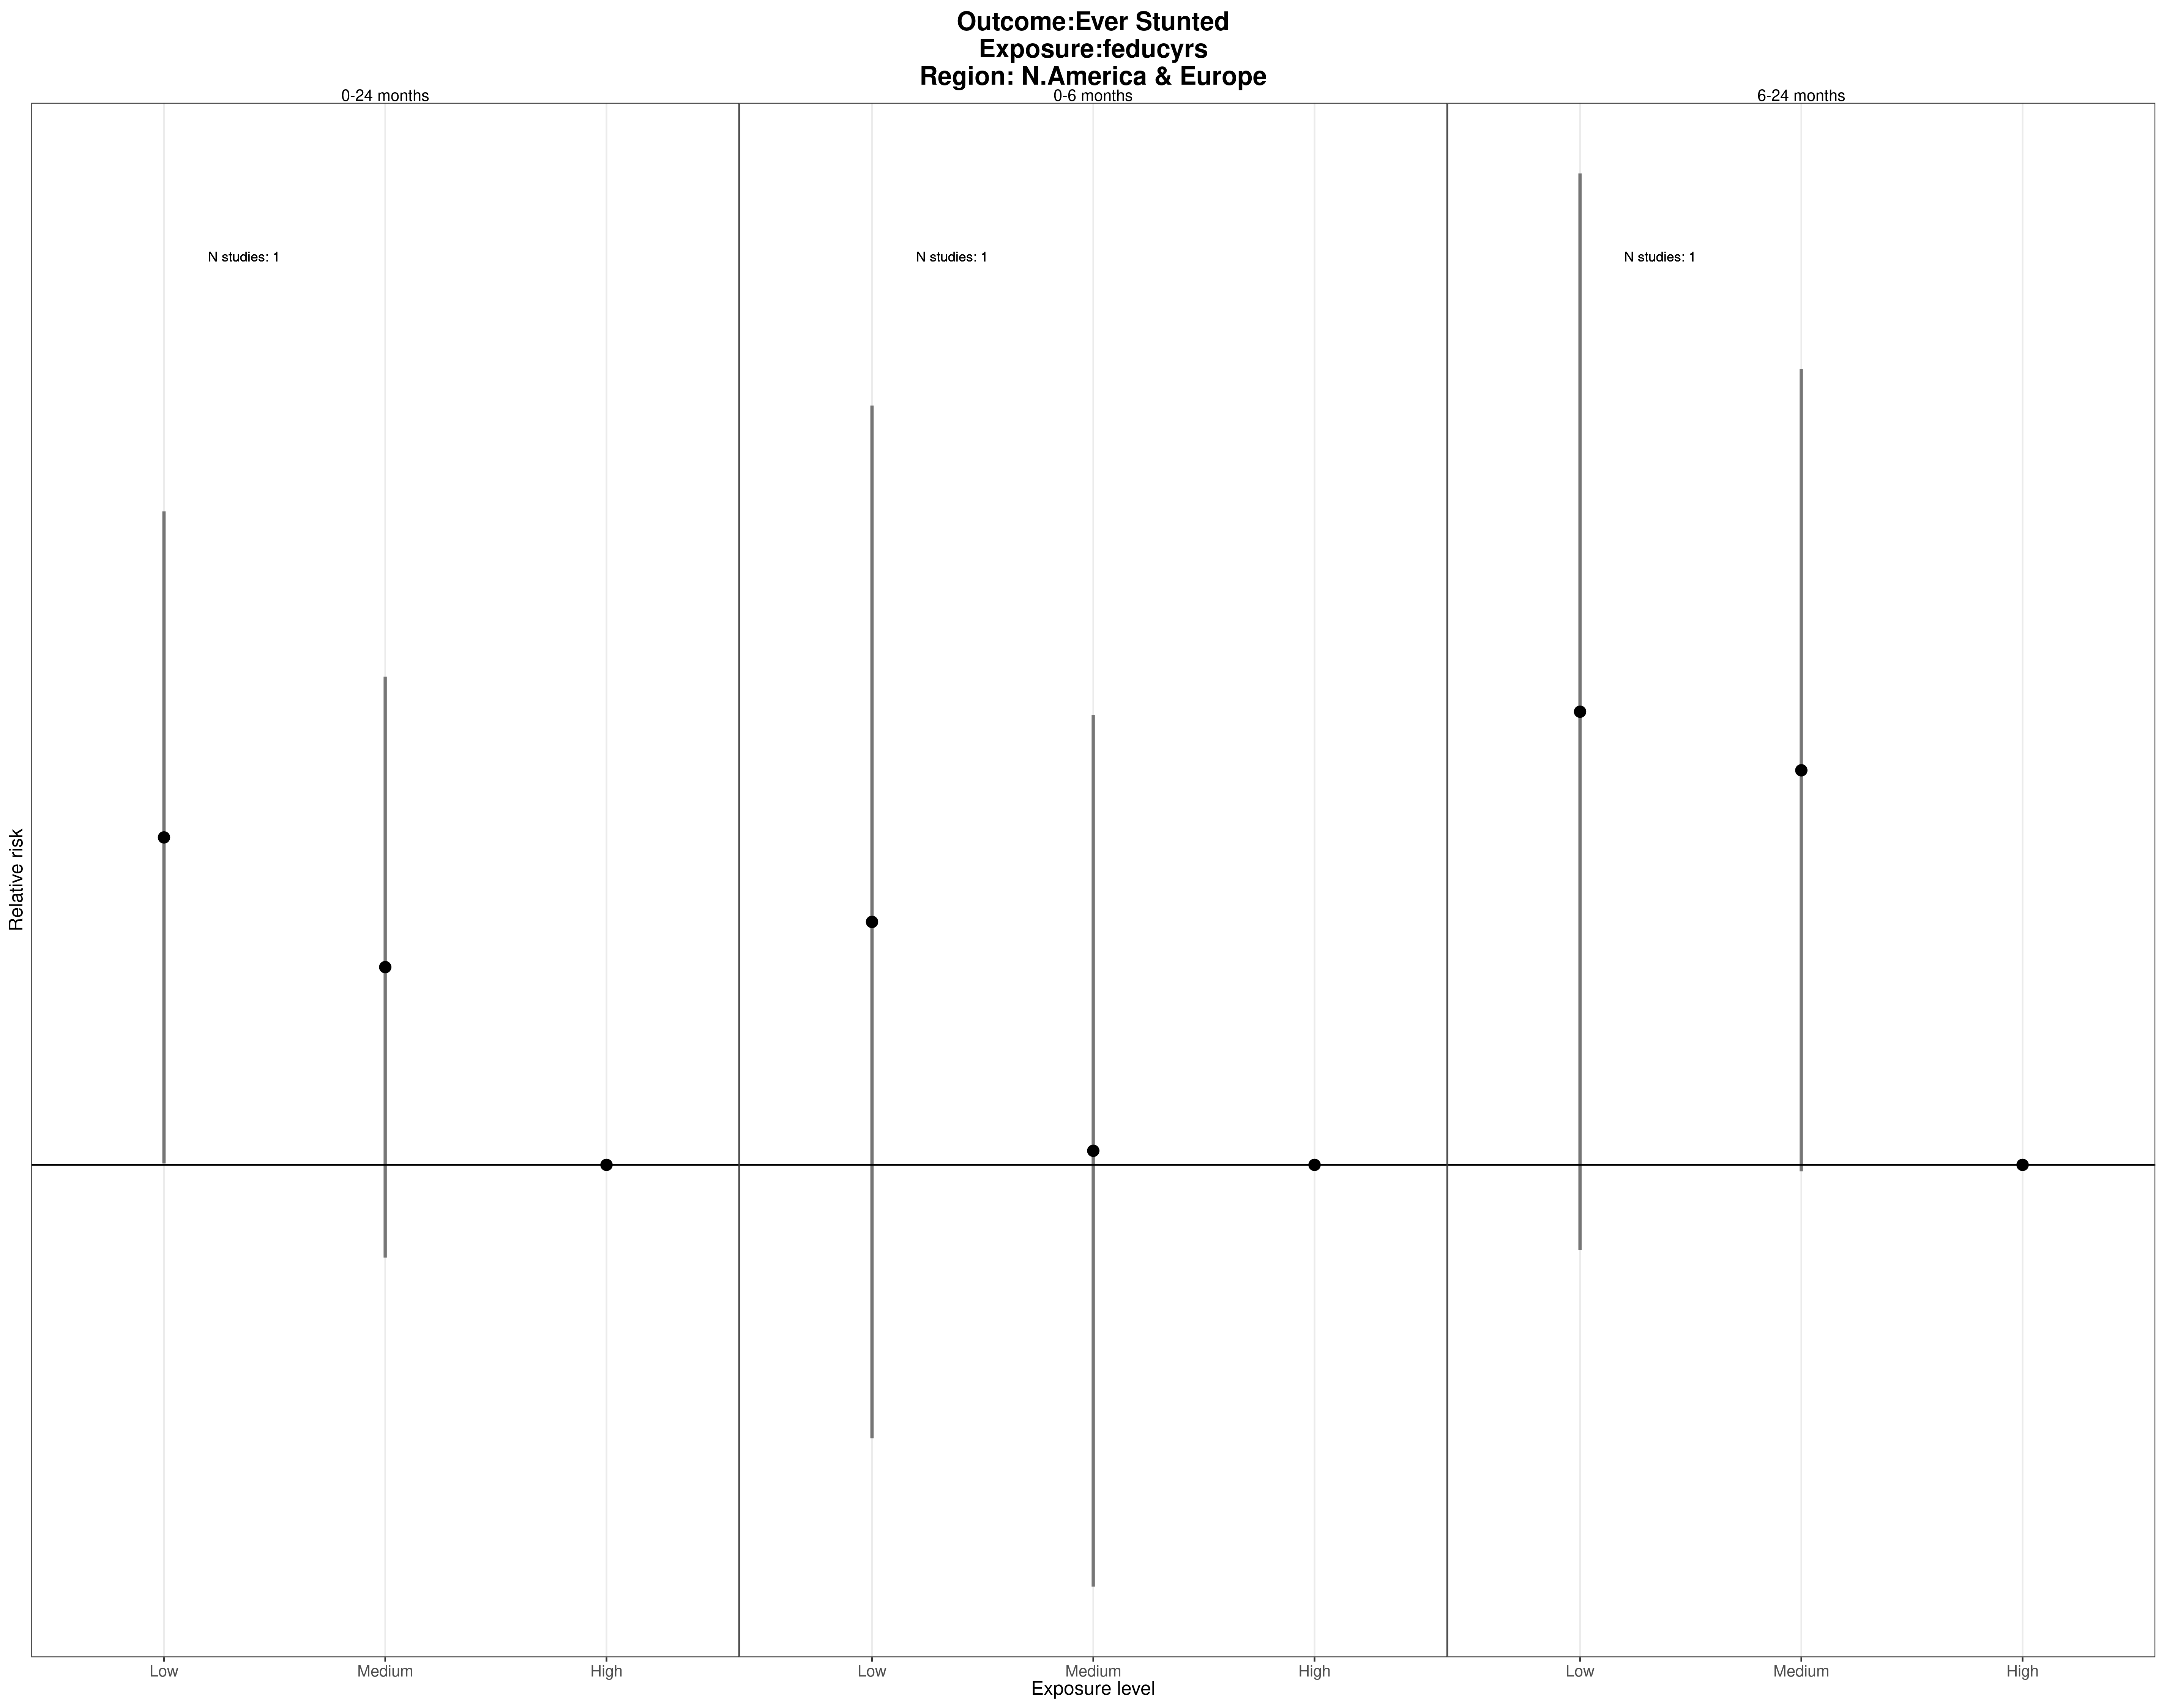 Outcome:Ever Stunted
Exposure:feducyrs
Region: N.America & Europe
0-24 months
0-6 months
6-24 months
N studies: 1
N studies: 1
N studies: 1
Relative risk
Low
Medium
High
Low
Medium
High
Low
Medium
High
Exposure level